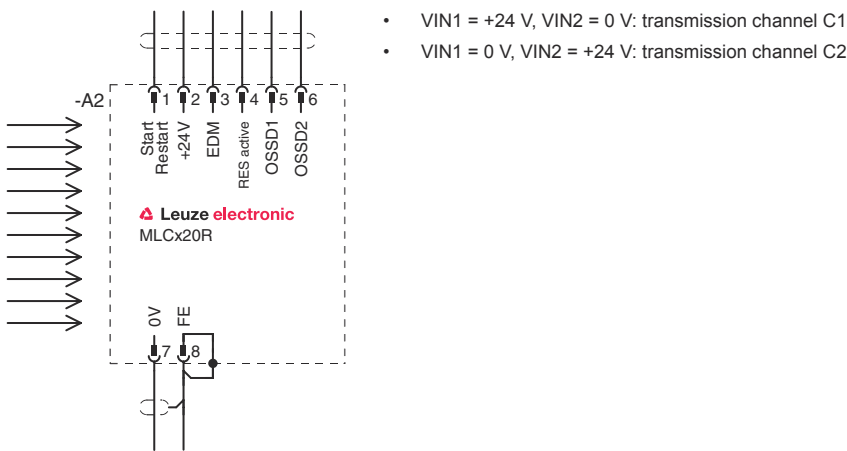 • VIN1 = +24 V, VIN2 = 0 V: transmission channel C1
• VIN1 = 0 V, VIN2 = +24 V: transmission channel C2
-A2
1 2 3 4 5 6
Start
Restart
+24V
EDM
RES active
OSSD1
OSSD2
Leuze electronic
MLCx20R
0V
FE
7 8